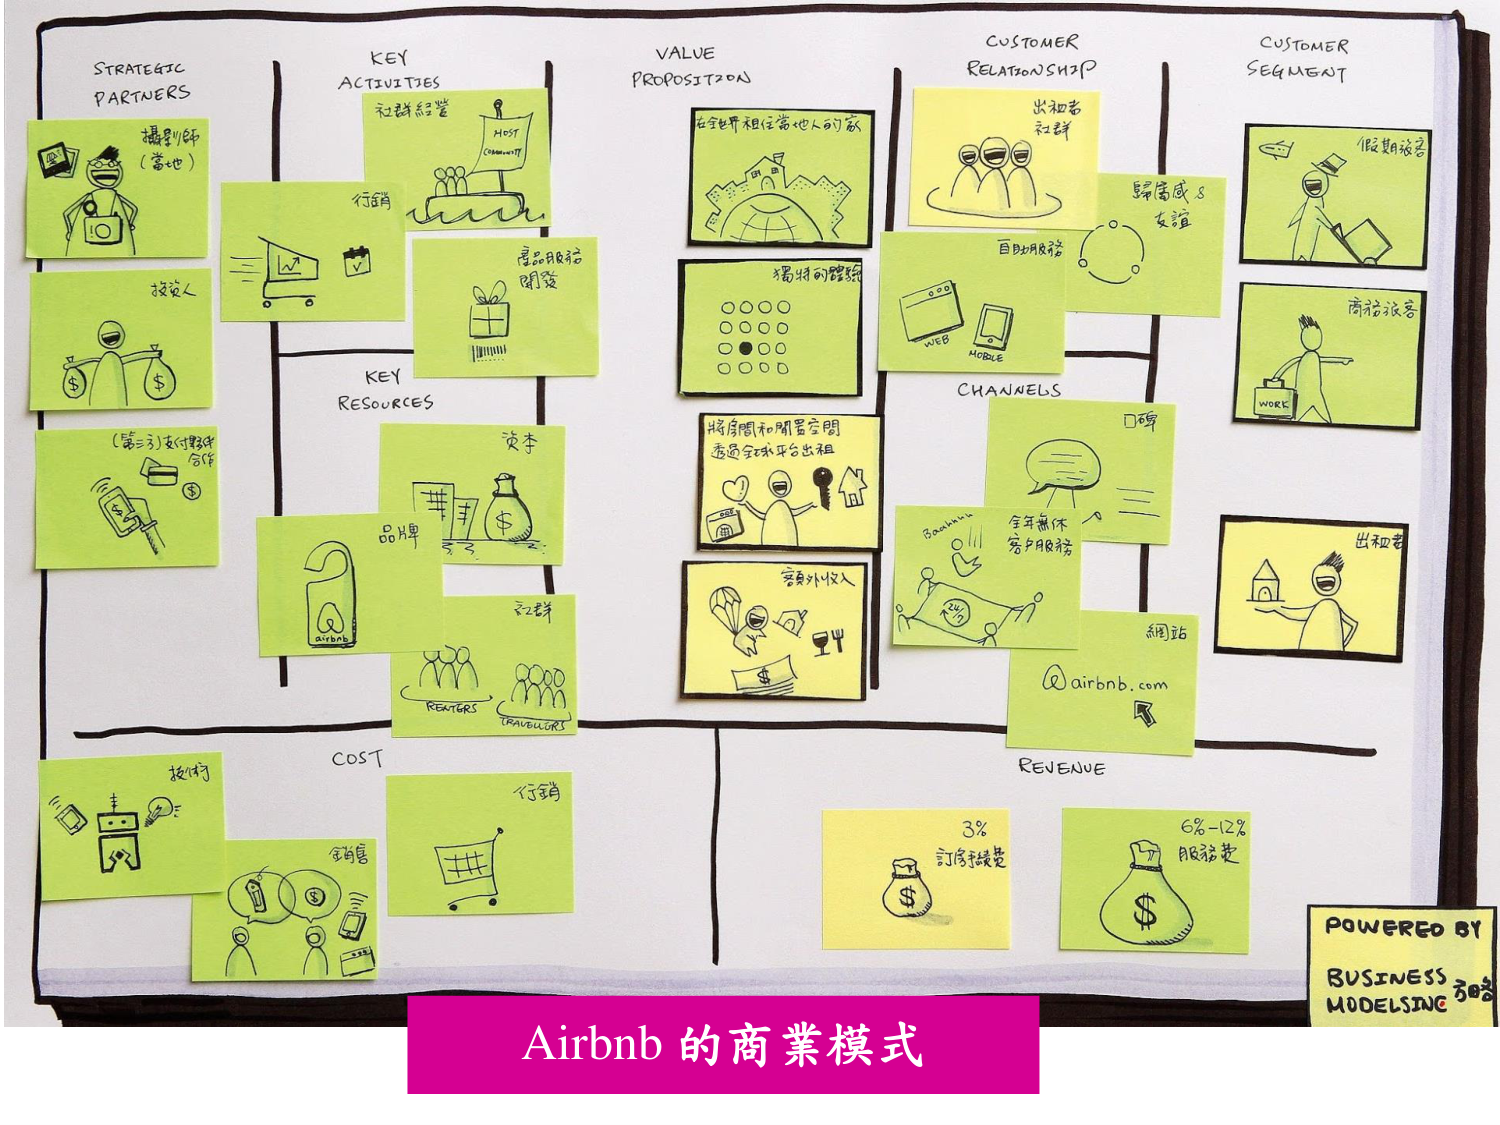 STRATEGIC
PARTNERS
攝影師
(當地)
投資人
(第三方)支付夥伴
合作
KEY
ACTIVITIES
社群經營
HOST
COMMUNITY
行銷
產品服務
開發
KEY
RESOURCES
資本
品牌
airbnb
社群
RENTERS
TRAVELLERS
VALUE
PROPOSITION
在全世界租住當地人的家
獨特的體驗
將房間和閒置空間
透過全球平台出租
額外收入
CUSTOMER
RELATIONSHIP
出租者
社群
歸屬感 &
友誼
自助服務
WEB
MOBILE
CHANNELS
口碑
全年無休
客戶服務
24/7
網站
airbnb.com
CUSTOMER
SEGMENT
假期旅客
商務旅客
WORK
出租者
COST
技術
銷售
行銷
REVENUE
3%
訂房手續費
6%-12%
服務費
POWERED BY
BUSINESS
MODELSING
Airbnb 的商業模式